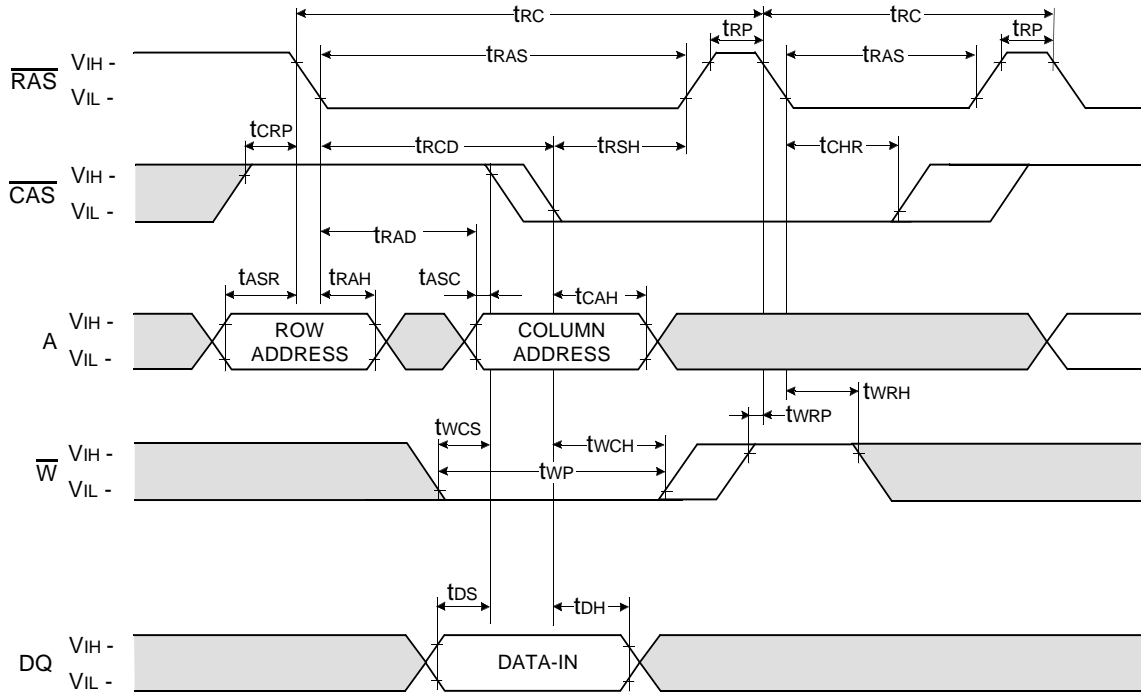 tRC tRC
tRP tRP
tRAS tRAS
RAS
VIH -
VIL -
tCRP tRCD tRSH tCHR
CAS
VIH -
VIL -
tRAD
tASR tRAH tASC tCAH
A
VIH -
VIL -
ROW
ADDRESS
COLUMN
ADDRESS
tWRH
tWRP
tWCS tWCH
tWP
W
VIH -
VIL -
tDS tDH
DQ
VIH -
VIL -
DATA-IN